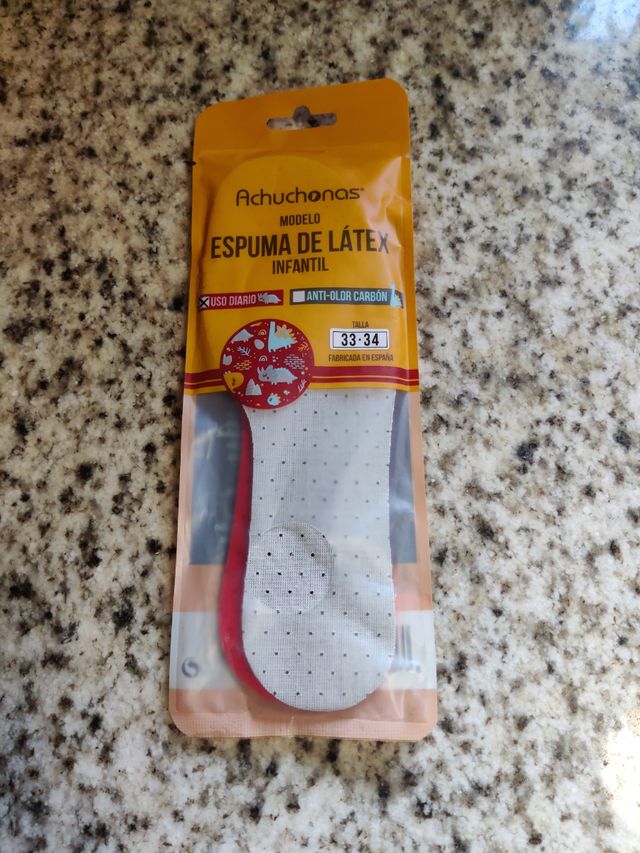 Achuchonas
MODELO
ESPUMA DE LÁTEX
INFANTIL
USO DIARIO
ANTI-OLOR CARBÓN
TALLA
33·34
FABRICADA EN ESPAÑA